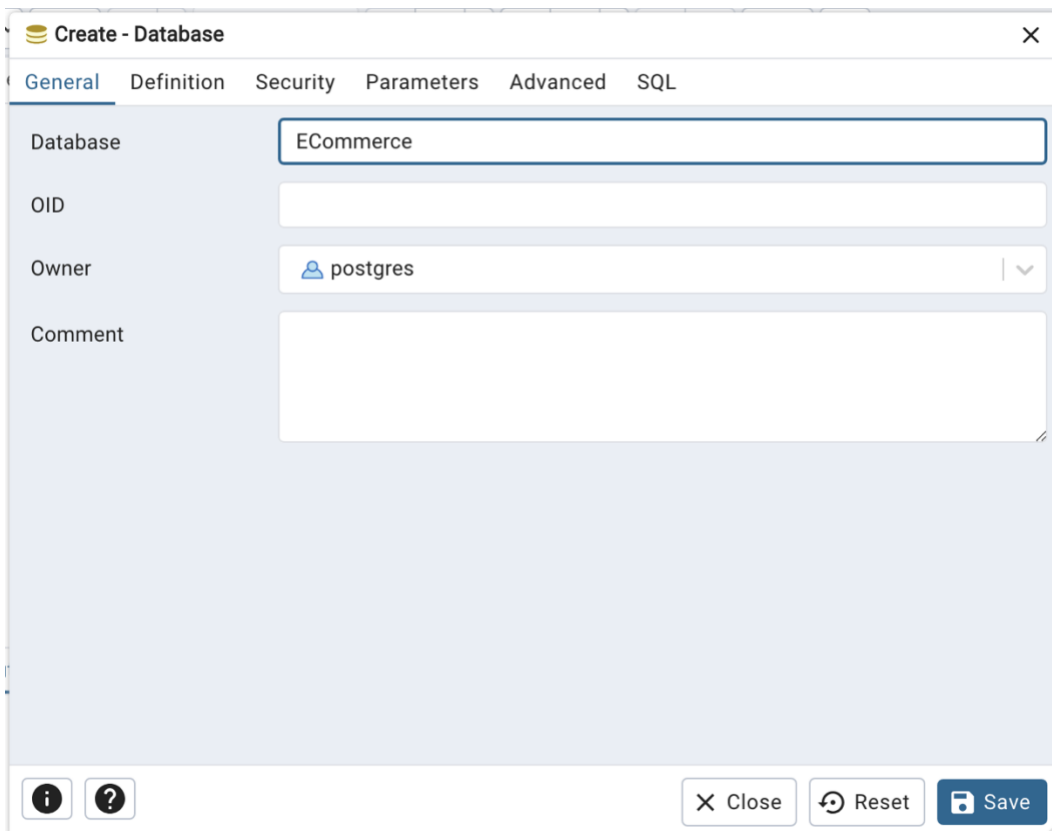 Create - Database
General Definition Security Parameters Advanced SQL
Database ECommerce
OID
Owner postgres
Comment
Close Reset Save